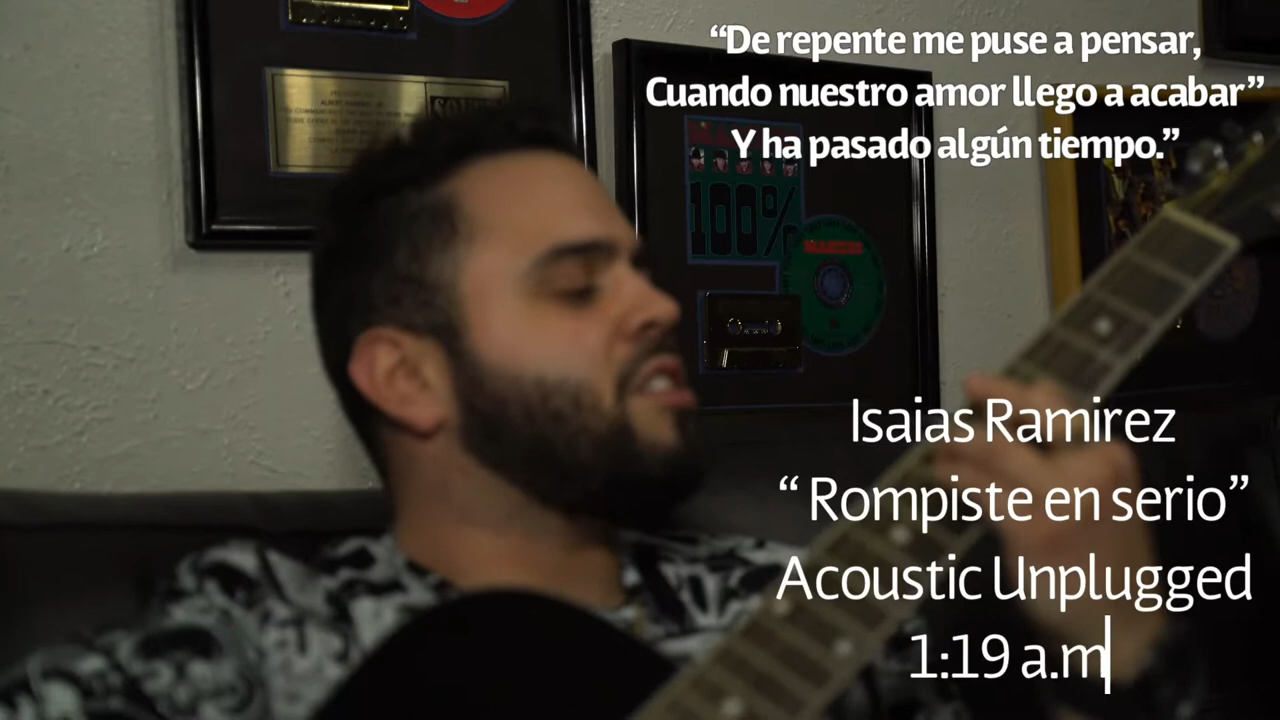 “De repente me puse a pensar,
Cuando nuestro amor llego a acabar”
Y ha pasado algún tiempo.”
100%
Isaias Ramirez
“ Rompiste en serio”
Acoustic Unplugged
1:19 a.m